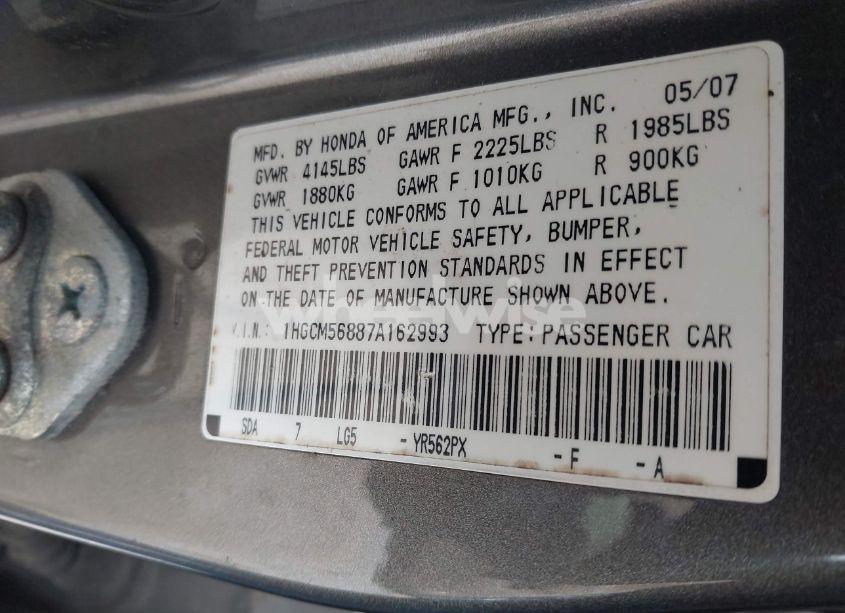 MFD. BY HONDA OF AMERICA MFG., INC. 05/07
GVWR 4145LBS GAWR F 2225LBS R 1985LBS
GVWR 1880KG GAWR F 1010KG R 900KG
THIS VEHICLE CONFORMS TO ALL APPLICABLE
FEDERAL MOTOR VEHICLE SAFETY, BUMPER,
AND THEFT PREVENTION STANDARDS IN EFFECT
ON THE DATE OF MANUFACTURE SHOWN ABOVE.
wheelwise
V.I.N.: 1HGCM56887A162993 TYPE: PASSENGER CAR
SDA 7 LG5 - YR562PX - F - A